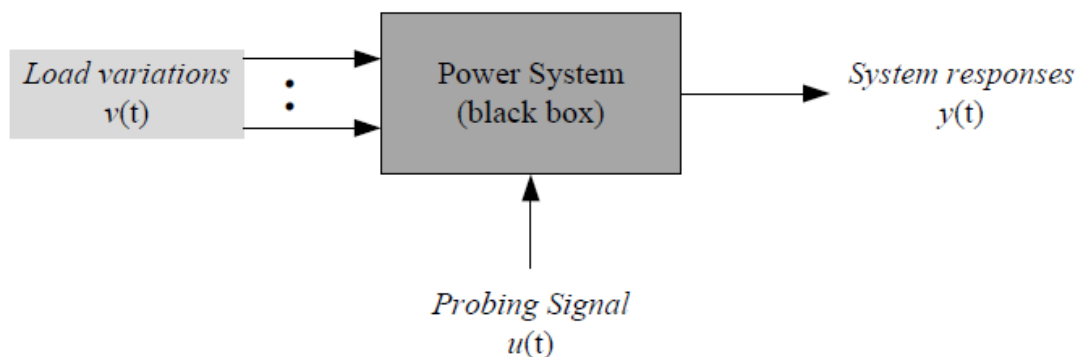 Load variations
v(t)
Power System
(black box)
System responses
y(t)
Probing Signal
u(t)